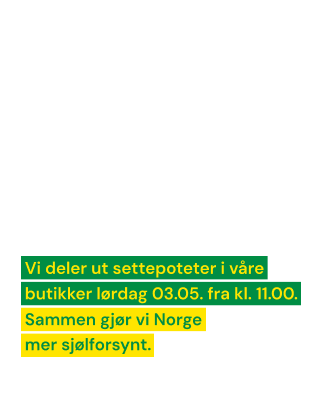 Vi deler ut settepoteter i våre
butikker lørdag 03.05. fra kl. 11.00.
Sammen gjør vi Norge
mer sjølforsynt.